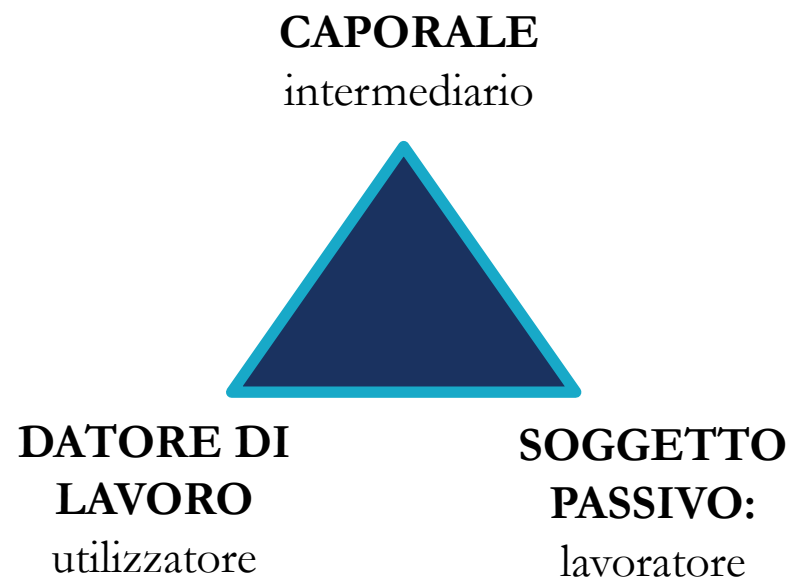 CAPORALE
intermediario
DATORE DI
LAVORO
utilizzatore
SOGGETTO
PASSIVO:
lavoratore